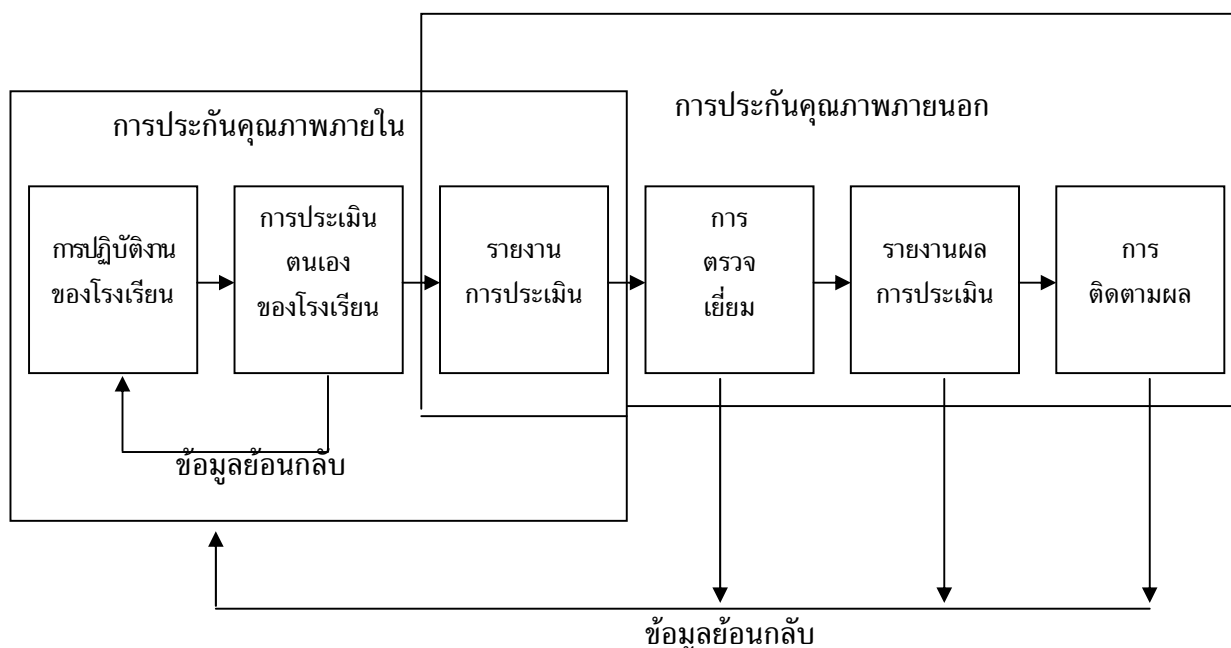 การประกันคุณภาพภายนอก
การประกันคุณภาพภายใน
การปฏิบัติงาน
ของโรงเรียน
การประเมิน
ตนเอง
ของโรงเรียน
รายงาน
การประเมิน
การ
ตรวจ
เยี่ยม
รายงานผล
การประเมิน
การ
ติดตามผล
ข้อมูลย้อนกลับ
ข้อมูลย้อนกลับ